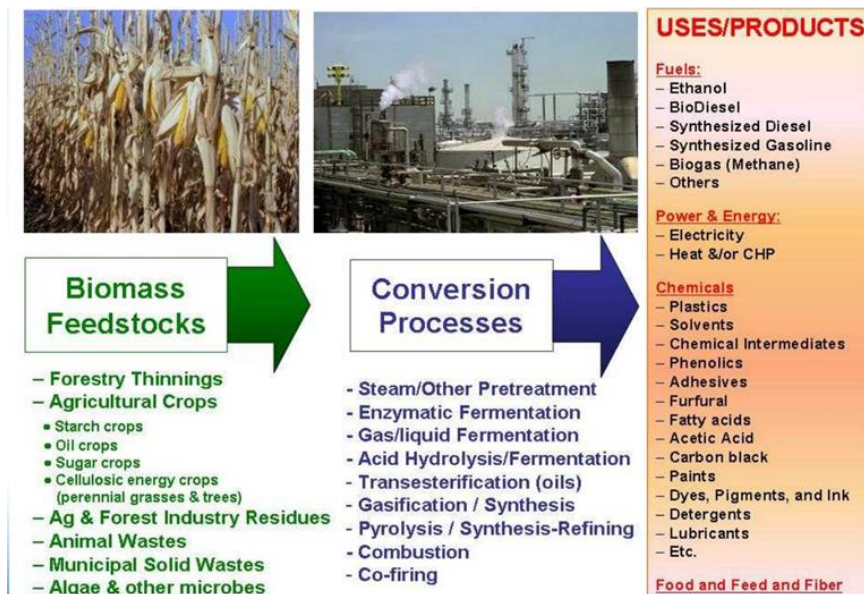 Biomass
Feedstocks
– Forestry Thinnings
– Agricultural Crops
• Starch crops
• Oil crops
• Sugar crops
• Cellulosic energy crops
(perennial grasses & trees)
– Ag & Forest Industry Residues
– Animal Wastes
– Municipal Solid Wastes
– Algae & other microbes
Conversion
Processes
- Steam/Other Pretreatment
- Enzymatic Fermentation
- Gas/liquid Fermentation
- Acid Hydrolysis/Fermentation
- Transesterification (oils)
- Gasification / Synthesis
- Pyrolysis / Synthesis-Refining
- Combustion
- Co-firing
USES/PRODUCTS
Fuels:
– Ethanol
– BioDiesel
– Synthesized Diesel
– Synthesized Gasoline
– Biogas (Methane)
– Others
Power & Energy:
– Electricity
– Heat &/or CHP
Chemicals
– Plastics
– Solvents
– Chemical Intermediates
– Phenolics
– Adhesives
– Furfural
– Fatty acids
– Acetic Acid
– Carbon black
– Paints
– Dyes, Pigments, and Ink
– Detergents
– Lubricants
– Etc.
Food and Feed and Fiber